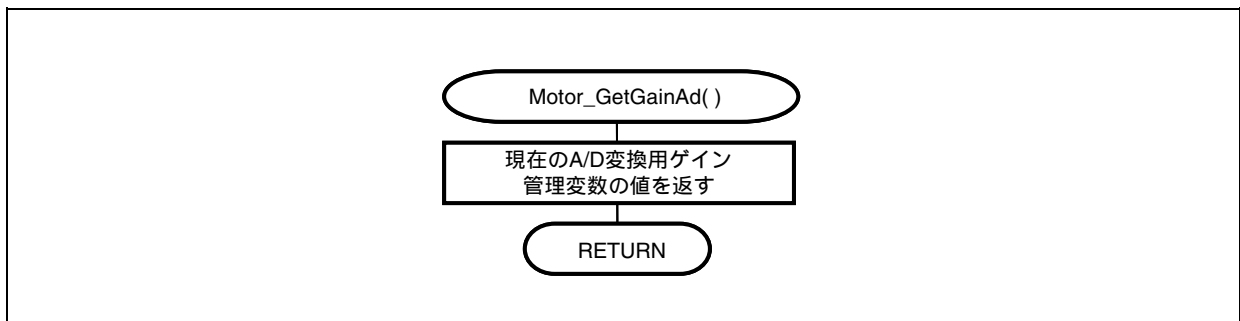 Motor_GetGainAd( )
現在のA/D変換用ゲイン
管理変数の値を返す
RETURN